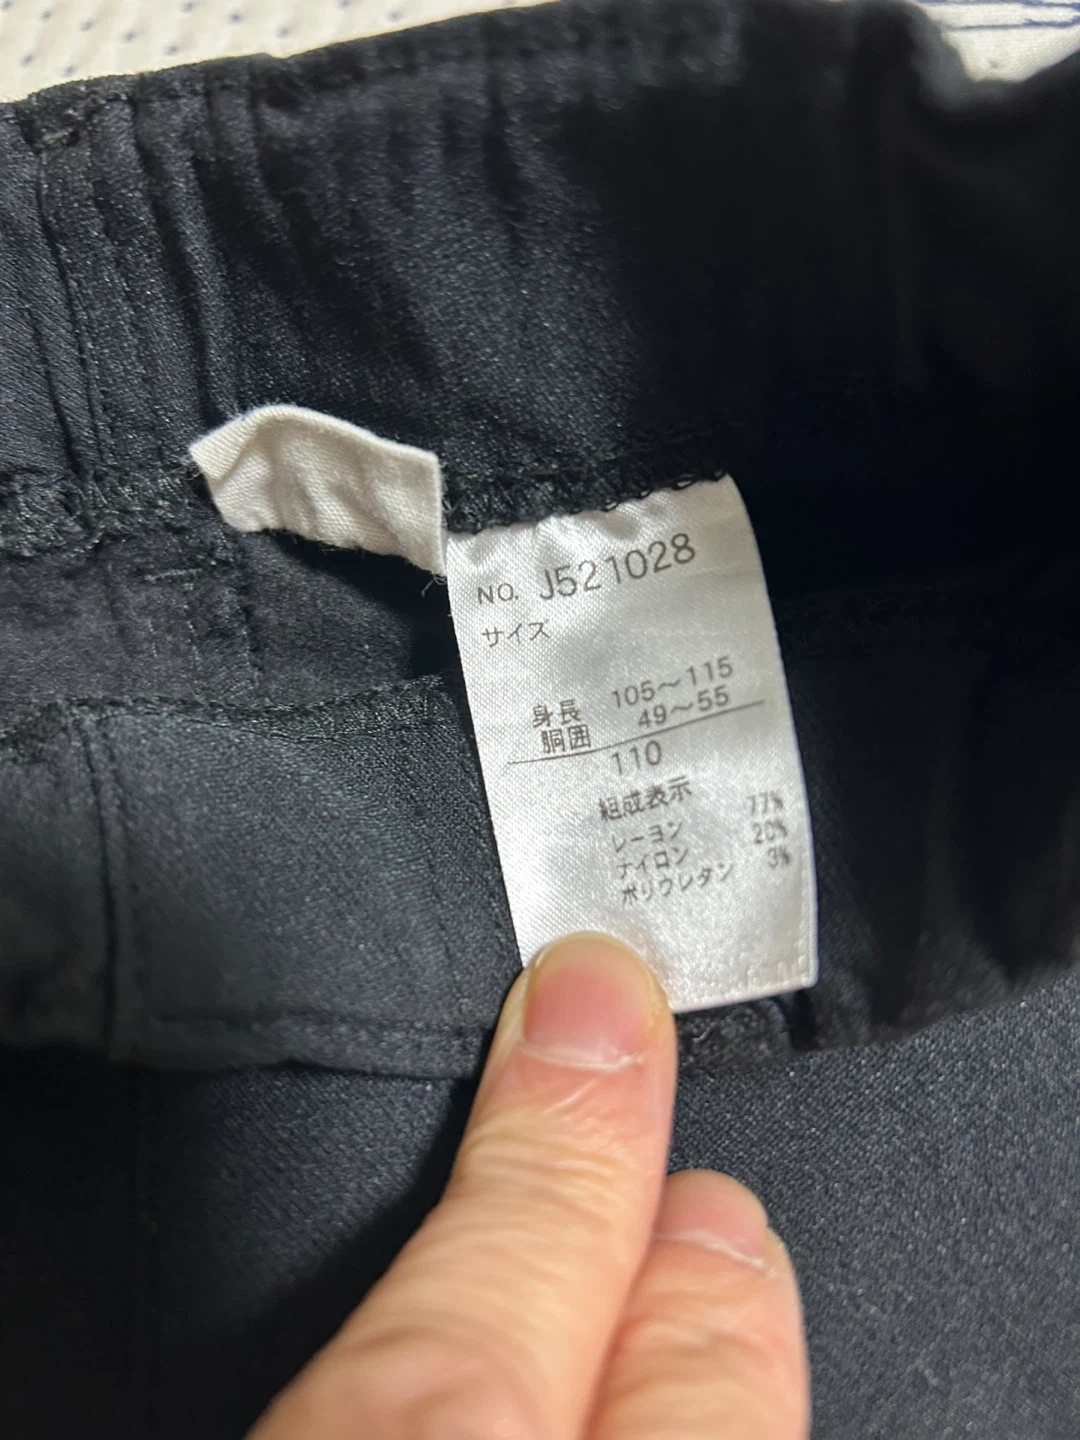 NO. J521028
サイズ
身長 105～115
胴囲 49～55
110
組成表示
レーヨン 77%
ナイロン 20%
ポリウレタン 3%